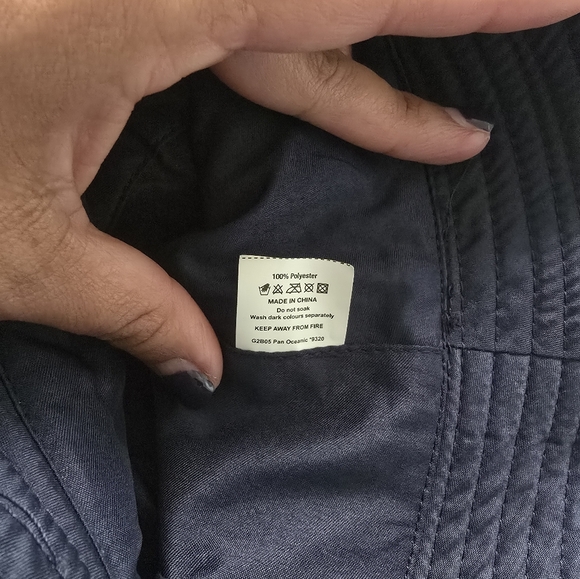 100% Polyester
MADE IN CHINA
Do not soak
Wash dark colours separately
KEEP AWAY FROM FIRE
G2B05 Pan Oceanic *9320